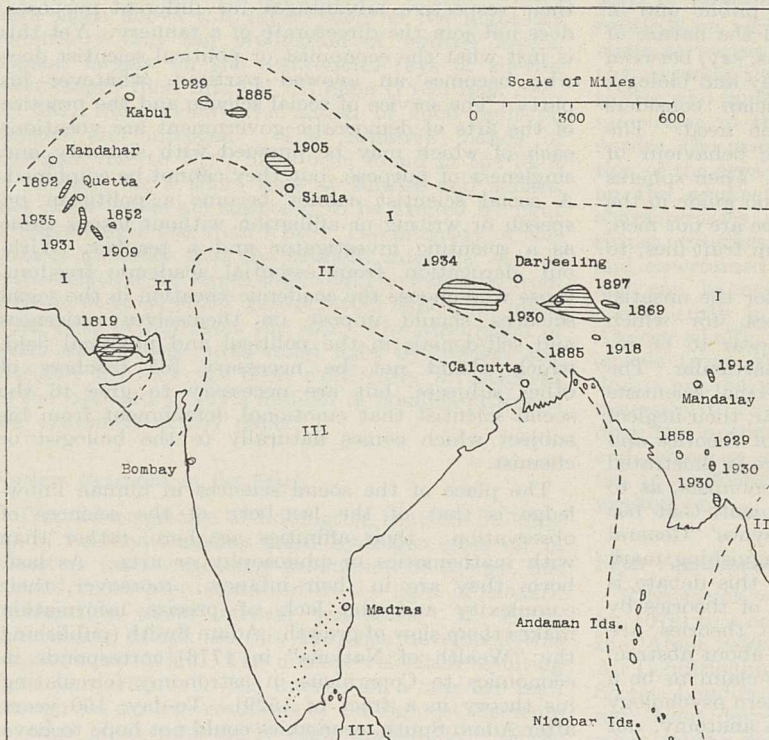 Scale of Miles
0 300 600
1929
1885
Kabul
1905
Kandahar
Simla
1892
Quetta
1935
1852
1931
1909
I
I
II
II
1934
Darjeeling
1897
1930
1869
1819
1885
1918
Calcutta
1912
Mandalay
III
1858
1929
1930
1930
Bombay
II
Madras
Andaman Ids.
Nicobar Ids.
III